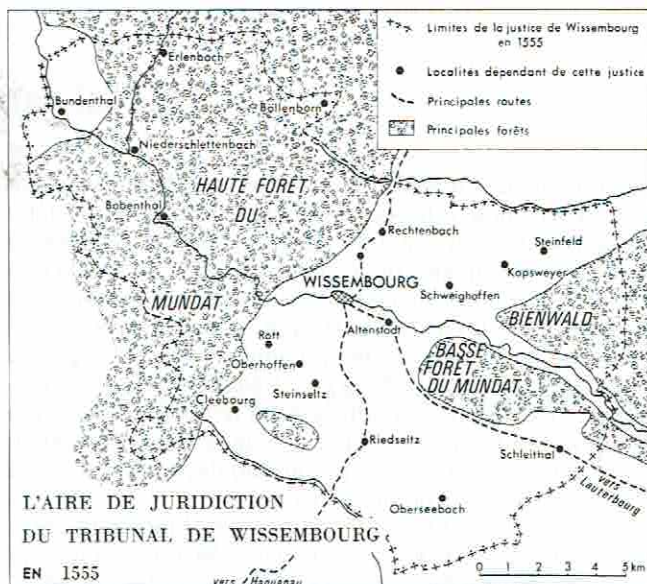 Limites de la justice de Wissembourg
en 1555
Localités dépendant de cette justice
Principales routes
Principales forêts
Erlenbach
Bundenthal
Böllenborn
Niederschlettenbach
HAUTE FORÊT
DU
MUNDAT
Bobenthal
Rechtenbach
Steinfeld
Kapsweyer
WISSEMBOURG
Schweighoffen
BIENWALD
Altenstadt
Rott
BASSE
FORÊT
DU MUNDAT
Oberhoffen
Steinseltz
Cleebourg
Riedseltz
Schleithal
vers
Lauterbourg
Oberseebach
L'AIRE DE JURIDICTION
DU TRIBUNAL DE WISSEMBOURG
EN 1555
vers Haguenau
0 1 2 3 4 5 km